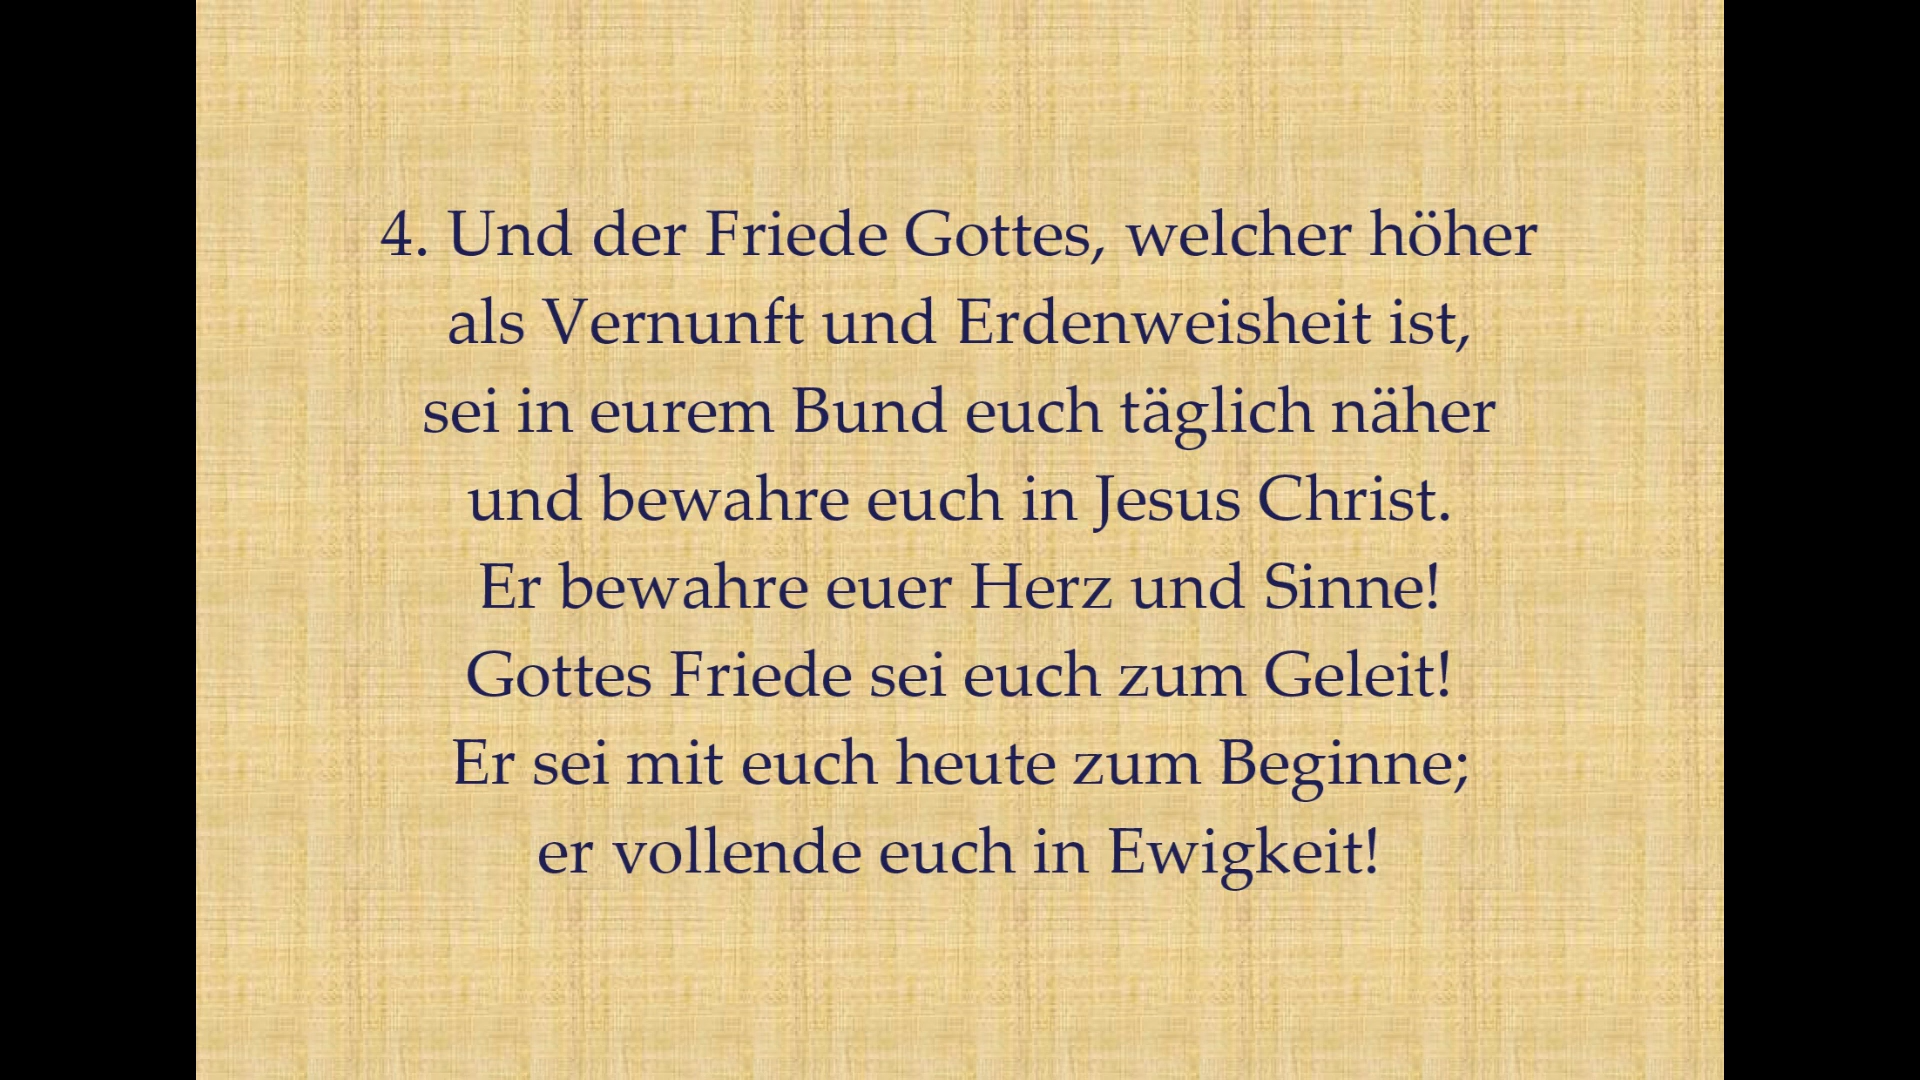 4. Und der Friede Gottes, welcher höher
als Vernunft und Erdenweisheit ist,
sei in eurem Bund euch täglich näher
und bewahre euch in Jesus Christ.
Er bewahre euer Herz und Sinne!
Gottes Friede sei euch zum Geleit!
Er sei mit euch heute zum Beginne;
er vollende euch in Ewigkeit!